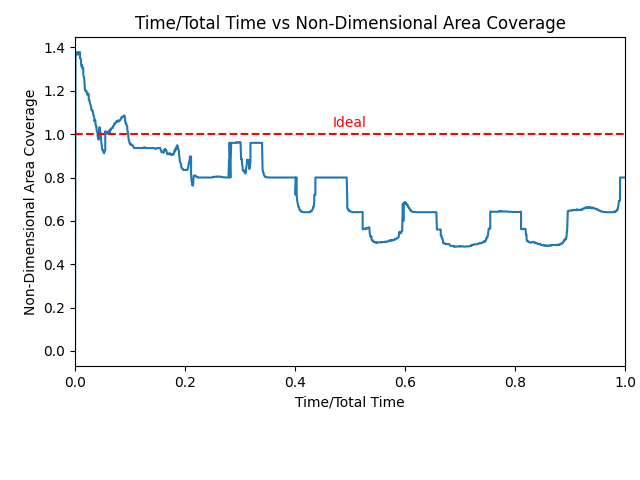 Time/Total Time vs Non-Dimensional Area Coverage
Non-Dimensional Area Coverage
1.4
1.2
1.0
0.8
0.6
0.4
0.2
0.0
Ideal
0.0 0.2 0.4 0.6 0.8 1.0
Time/Total Time